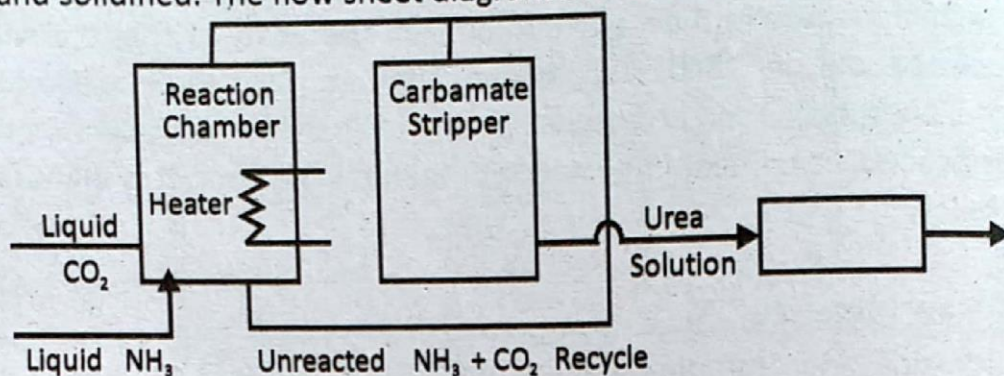 and solidified. The flow sheet
Reaction
Chamber
Carbamate
Stripper
Heater
Liquid
CO₂
Urea
Solution
Liquid NH₃
Unreacted NH₃ + CO₂ Recycle